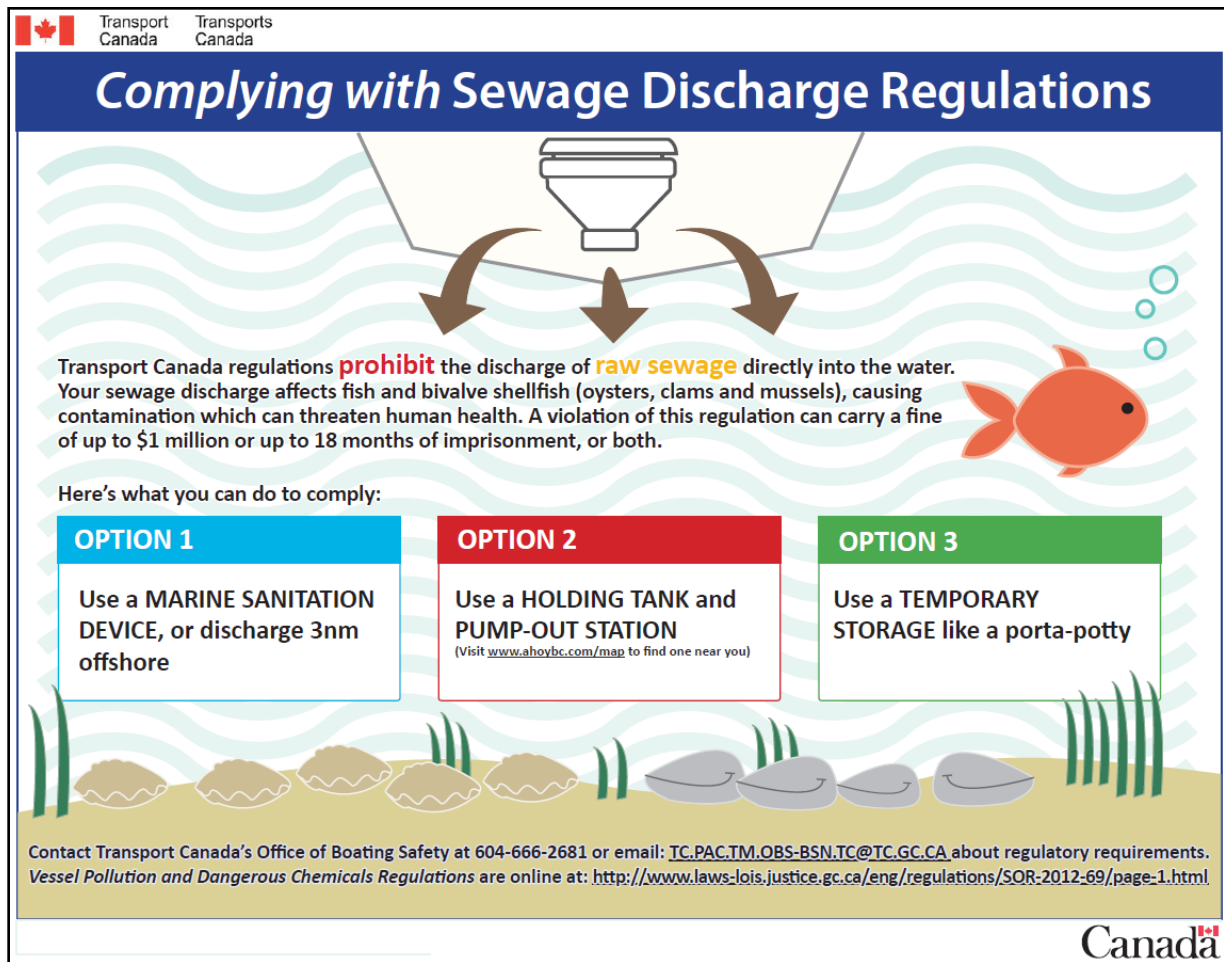 Transport Canada
Transports Canada
Complying with Sewage Discharge Regulations
Transport Canada regulations prohibit the discharge of raw sewage directly into the water.
Your sewage discharge affects fish and bivalve shellfish (oysters, clams and mussels), causing
contamination which can threaten human health. A violation of this regulation can carry a fine
of up to $1 million or up to 18 months of imprisonment, or both.
Here's what you can do to comply:
OPTION 1
Use a MARINE SANITATION
DEVICE, or discharge 3nm
offshore
OPTION 2
Use a HOLDING TANK and
PUMP-OUT STATION
(Visit www.ahoybc.com/map to find one near you)
OPTION 3
Use a TEMPORARY
STORAGE like a porta-potty
Contact Transport Canada's Office of Boating Safety at 604-666-2681 or email: TC.PAC.TM.OBS-BSN.TC@TC.GC.CA about regulatory requirements.
Vessel Pollution and Dangerous Chemicals Regulations are online at: http://www.laws-lois.justice.gc.ca/eng/regulations/SOR-2012-69/page-1.html
Canada